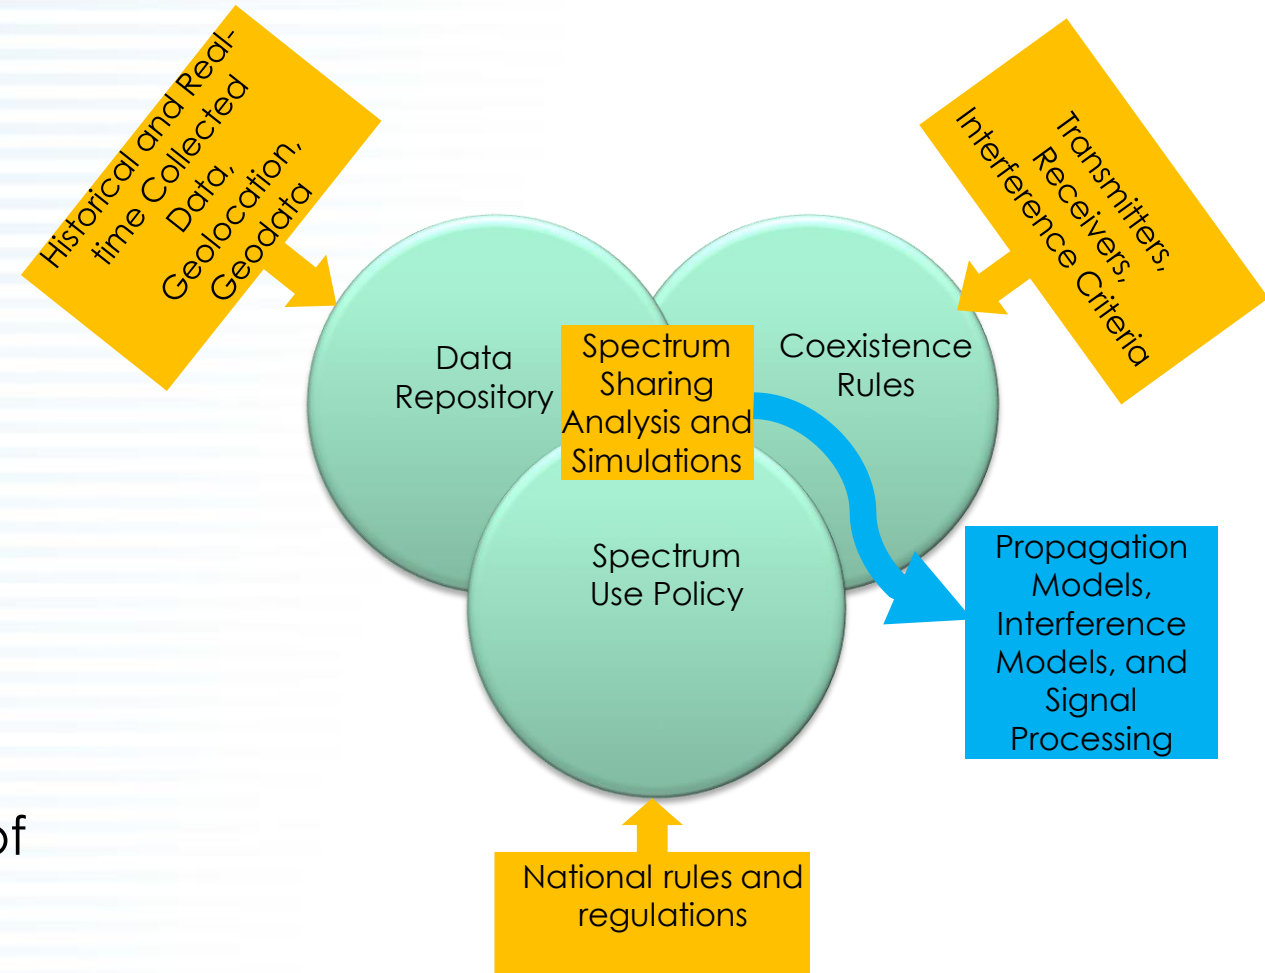 Historical and Real-
time Collected
Data,
Geolocation,
Geodata
Transmitters,
Receivers,
Interference Criteria
Data
Repository
Spectrum
Sharing
Analysis and
Simulations
Coexistence
Rules
Spectrum
Use Policy
Propagation
Models,
Interference
Models, and
Signal
Processing
of
National rules and
regulations